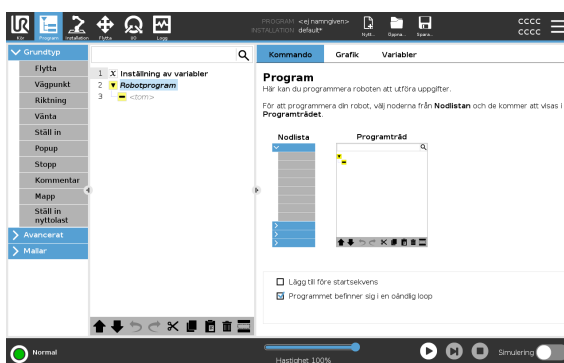 PROGRAM <ej namngiven>
INSTALLATION default*
Kör Program Installation Flytta I/O Logg Nytt... Öppna... Spara...
CCCC
CCCC
Grundtyp
Flytta
Vägpunkt
Riktning
Vänta
Ställ in
Popup
Stopp
Kommentar
Mapp
Ställ in
nyttolast
Avancerat
Mallar
1 X Inställning av variabler
2 Robotprogram
3 <tom>
Kommando Grafik Variabler
Program
Här kan du programmera roboten att utföra uppgifter.
För att programmera din robot, välj noderna från Nodlistan och de kommer att visas i
Programträdet.
Nodlista Programträd
Lägg till före startsekvens
Programmet befinner sig i en oändlig loop
Normal
Hastighet 100%
Simulering